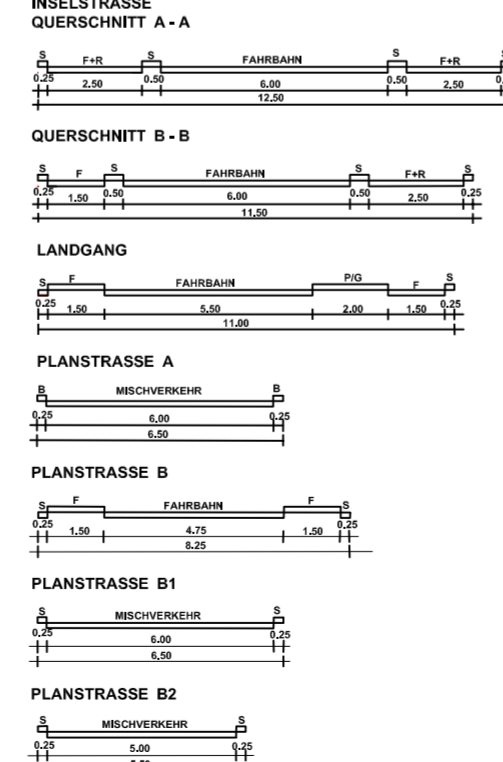 INSELSTRASSE
QUERSCHNITT A - A
S F+R S FAHRBAHN S F+R S
0.25 2.50 0.50 6.00 0.50 2.50
12.50
QUERSCHNITT B - B
S F S FAHRBAHN S F+R S
0.25 1.50 0.50 6.00 0.50 2.50 0.25
11.50
LANDGANG
S F FAHRBAHN P/G F S
0.25 1.50 5.50 2.00 1.50 0.25
11.00
PLANSTRASSE A
B MISCHVERKEHR B
0.25 6.00 0.25
6.50
PLANSTRASSE B
S F FAHRBAHN F S
0.25 1.50 4.75 1.50 0.25
8.25
PLANSTRASSE B1
S MISCHVERKEHR S
0.25 6.00 0.25
6.50
PLANSTRASSE B2
S MISCHVERKEHR S
0.25 5.00 0.25